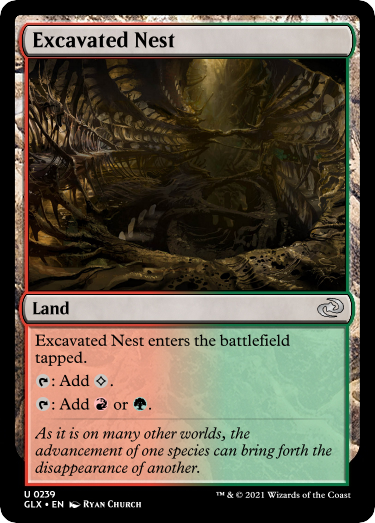 Excavated Nest
Land
Excavated Nest enters the battlefield
tapped.
: Add .
: Add or .
As it is on many other worlds, the
advancement of one species can bring forth the
disappearance of another.
U 0239
GLX • EN Ryan Church
™ & © 2021 Wizards of the Coast